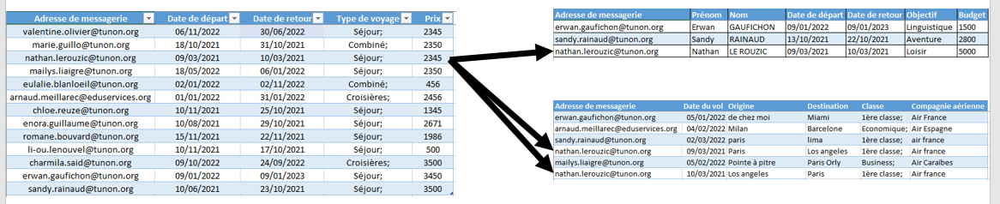 Adresse de messagerie Date de départ Date de retour Type de voyage Prix
valentine.olivier@tunon.org 06/11/2022 30/06/2022 Séjour; 2345
marie.guillo@tunon.org 18/10/2021 31/10/2021 Combiné; 2350
nathan.lerouzic@tunon.org 09/03/2021 10/03/2021 Séjour; 2345
mailys.liaigre@tunon.org 18/05/2022 06/01/2022 Séjour; 2350
eulalie.blanloeil@tunon.org 02/01/2022 02/11/2022 Combiné; 456
arnaud.meillarec@eduservices.org 01/01/2022 31/01/2022 Croisières; 2456
chloe.reuze@tunon.org 10/11/2021 25/10/2021 Séjour; 1345
enora.guillaume@tunon.org 10/08/2021 29/10/2021 Séjour; 2671
romane.bouvard@tunon.org 15/11/2021 22/11/2021 Séjour; 1986
li-ou.lenouvel@tunon.org 10/11/2021 17/10/2021 Séjour; 500
charmila.said@tunon.org 09/10/2022 24/09/2022 Croisières; 3500
erwan.gaufichon@tunon.org 09/01/2022 09/01/2023 Séjour; 3450
sandy.rainaud@tunon.org 10/06/2021 23/10/2021 Séjour; 3500
Adresse de messagerie Prénom Nom Date de départ Date de retour Objectif Budget
erwan.gaufichon@tunon.org Erwan GAUFICHON 09/01/2022 09/01/2023 Linguistique 1500
sandy.rainaud@tunon.org Sandy RAINAUD 13/10/2021 22/10/2021 Aventure 2800
nathan.lerouzic@tunon.org Nathan LE ROUZIC 09/03/2021 10/03/2021 Loisir 5000
Adresse de messagerie Date du vol Origine Destination Classe Compagnie aérienne
erwan.gaufichon@tunon.org 05/01/2022 de chez moi Miami 1ère classe; Air France
arnaud.meillarec@eduservices.org 04/02/2022 Milan Barcelone Economique; Air Espagne
sandy.rainaud@tunon.org 02/03/2022 paris lima 1ère classe; air france
nathan.lerouzic@tunon.org 09/03/2021 Paris Los angeles 1ère classe; Air france
mailys.liaigre@tunon.org 05/02/2022 Pointe à pitre Paris Orly Business; Air Caraïbes
nathan.lerouzic@tunon.org 10/03/2021 Los angeles Paris 1ère classe; Air france